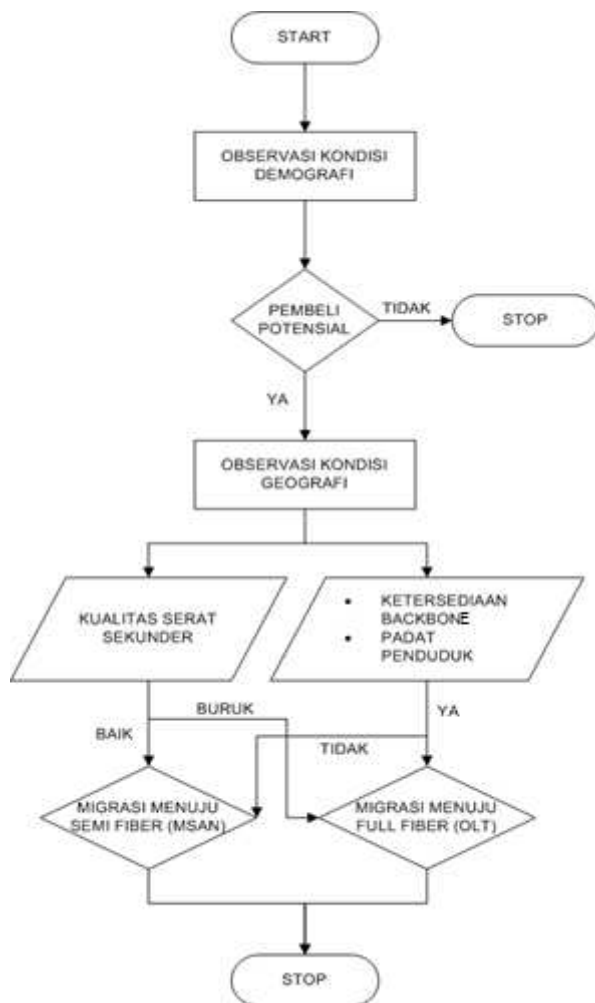 START
OBSERVASI KONDISI
DEMOGRAFI
PEMBELI
POTENSIAL
TIDAK
STOP
YA
OBSERVASI KONDISI
GEOGRAFI
KUALITAS SERAT
SEKUNDER
• KETERSEDIAAN
BACKBONE
• PADAT
PENDUDUK
BURUK
YA
BAIK
TIDAK
MIGRASI MENUJU
SEMI FIBER (MSAN)
MIGRASI MENUJU
FULL FIBER (OLT)
STOP